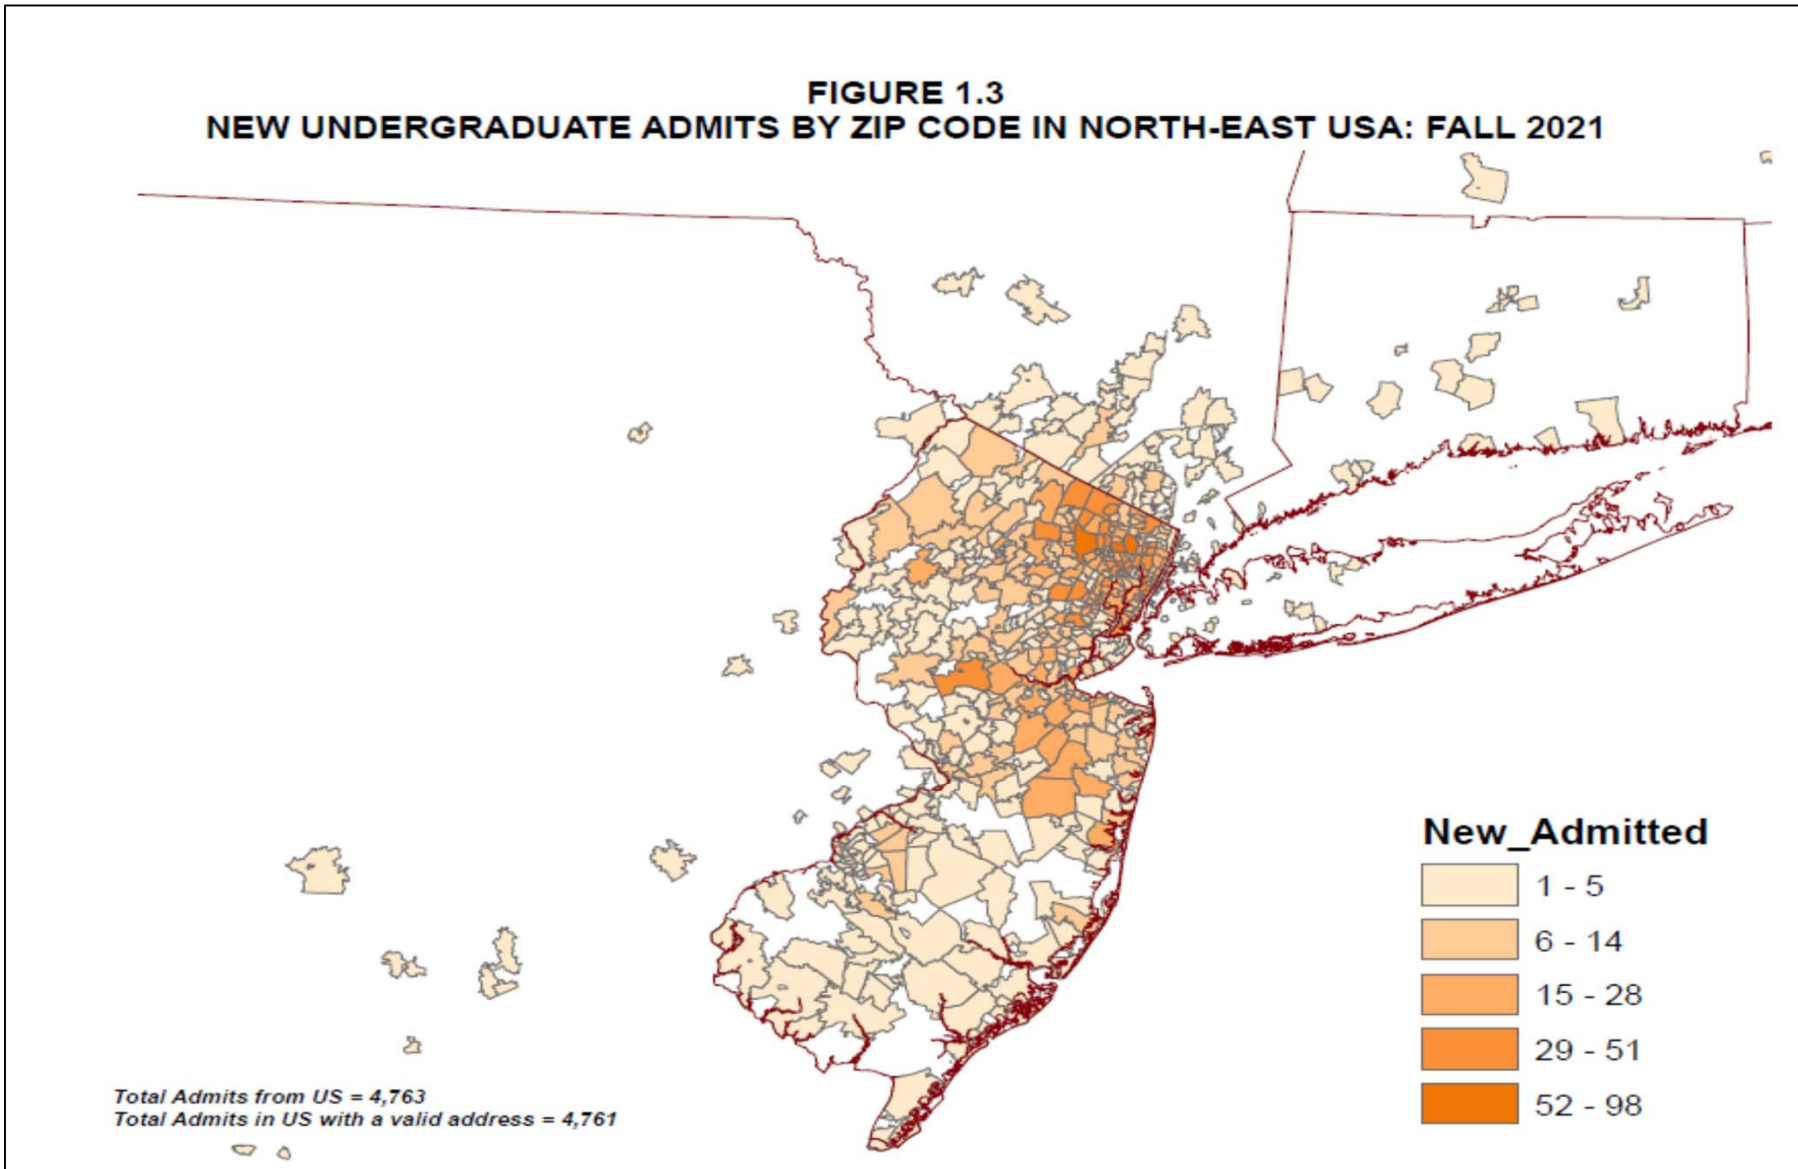 FIGURE 1.3
NEW UNDERGRADUATE ADMITS BY ZIP CODE IN NORTH-EAST USA: FALL 2021
New_Admitted
1 - 5
6 - 14
15 - 28
29 - 51
52 - 98
Total Admits from US = 4,763
Total Admits in US with a valid address = 4,761